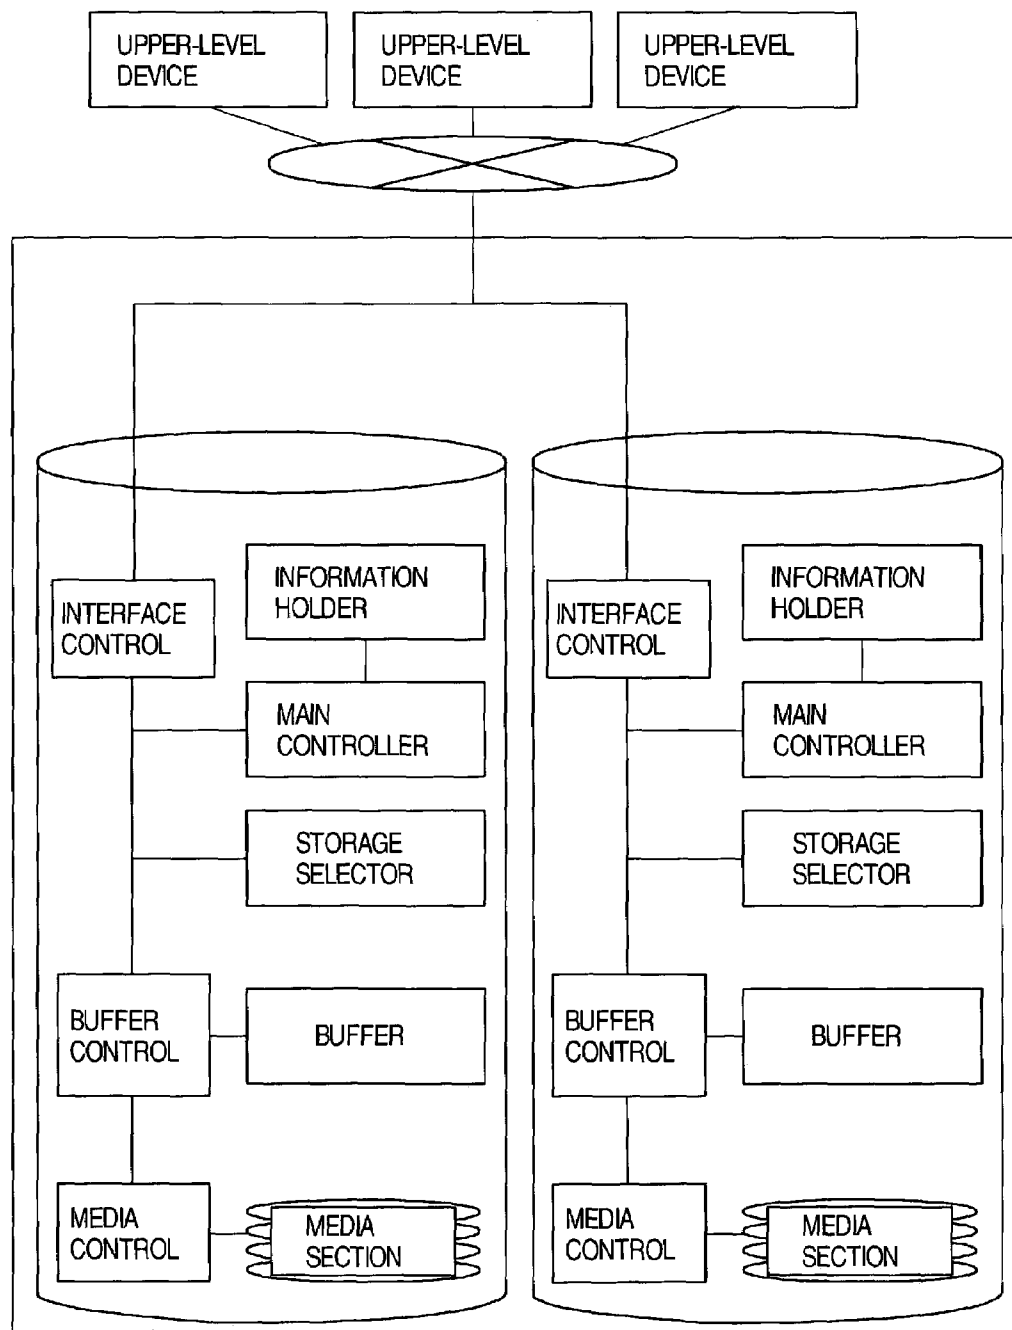 UPPER-LEVEL
DEVICE
UPPER-LEVEL
DEVICE
UPPER-LEVEL
DEVICE
INTERFACE
CONTROL
INFORMATION
HOLDER
MAIN
CONTROLLER
STORAGE
SELECTOR
BUFFER
CONTROL
BUFFER
MEDIA
CONTROL
MEDIA
SECTION
INTERFACE
CONTROL
INFORMATION
HOLDER
MAIN
CONTROLLER
STORAGE
SELECTOR
BUFFER
CONTROL
BUFFER
MEDIA
CONTROL
MEDIA
SECTION